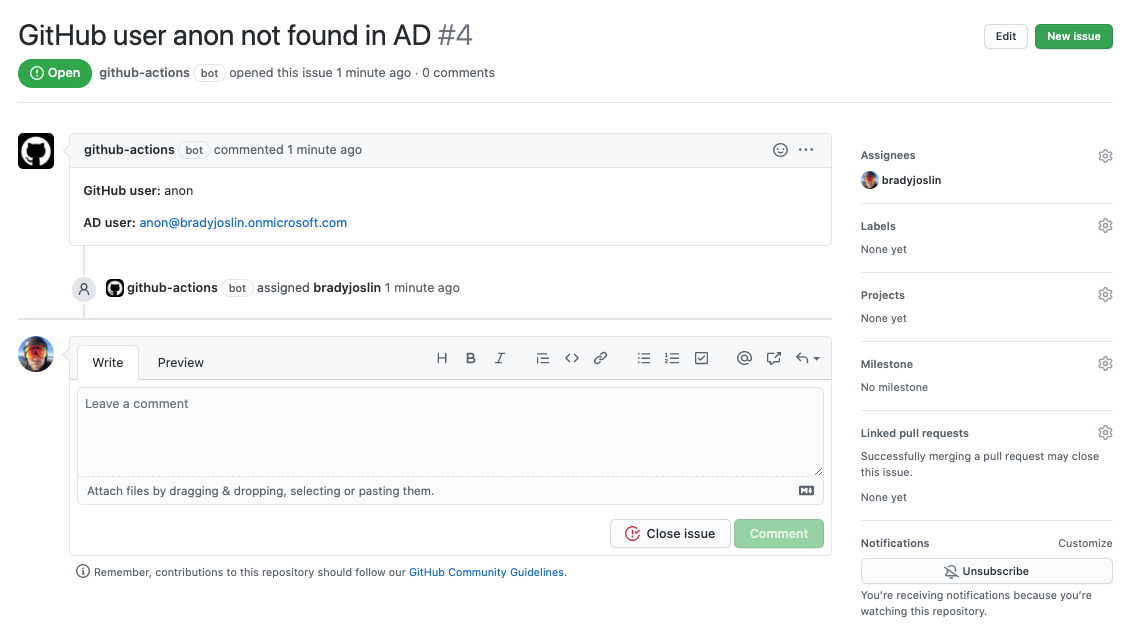 GitHub user anon not found in AD #4
Edit
New issue
Open
github-actions bot opened this issue 1 minute ago · 0 comments
github-actions bot commented 1 minute ago
GitHub user: anon
AD user: anon@bradyjoslin.onmicrosoft.com
github-actions bot assigned bradyjoslin 1 minute ago
Write
Preview
Leave a comment
Attach files by dragging & dropping, selecting or pasting them.
Close issue
Comment
Remember, contributions to this repository should follow our GitHub Community Guidelines.
Assignees
bradyjoslin
Labels
None yet
Projects
None yet
Milestone
No milestone
Linked pull requests
Successfully merging a pull request may close
this issue.
None yet
Notifications
Customize
Unsubscribe
You’re receiving notifications because you’re
watching this repository.